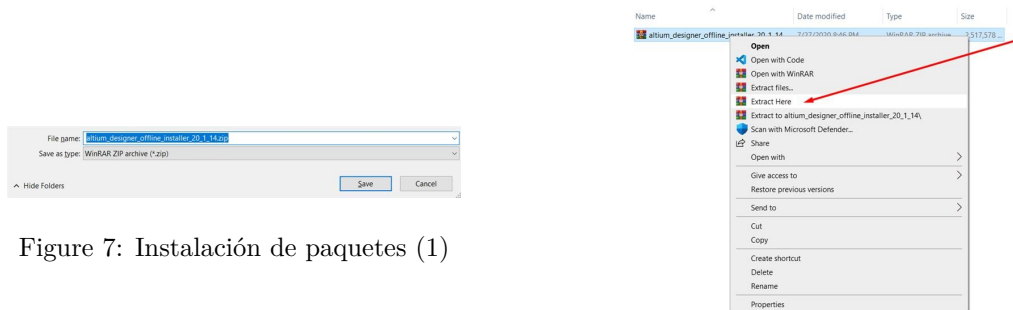 File name: altium_designer_offline_installer_20_1_14.zip
Save as type: WinRAR ZIP archive (*.zip)
Hide Folders
Save
Cancel
Figure 7: Instalación de paquetes (1)
Name
Date modified
Type
Size
altium_designer_offline_installer_20_1_14
7/27/2020 8:46 PM
WinRAR ZIP archive
2,517,578 ...
Open
Open with Code
Open with WinRAR
Extract files...
Extract Here
Extract to altium_designer_offline_installer_20_1_14\
Scan with Microsoft Defender...
Share
Open with
Give access to
Restore previous versions
Send to
Cut
Copy
Create shortcut
Delete
Rename
Properties